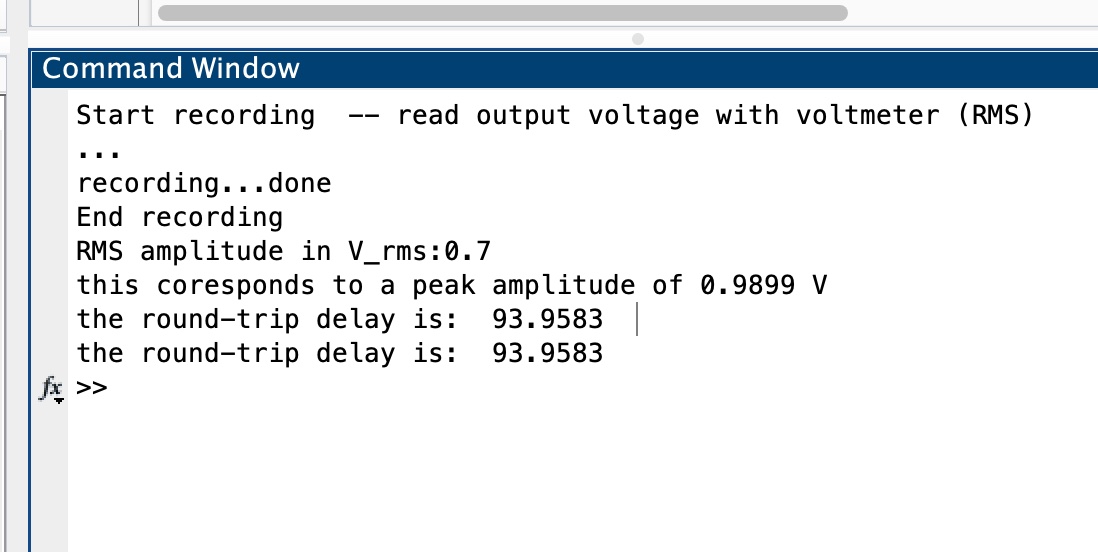 Command Window
Start recording  -- read output voltage with voltmeter (RMS)
...
recording...done
End recording
RMS amplitude in V_rms:0.7
this coresponds to a peak amplitude of 0.9899 V
the round-trip delay is:  93.9583
the round-trip delay is:  93.9583
fx >>